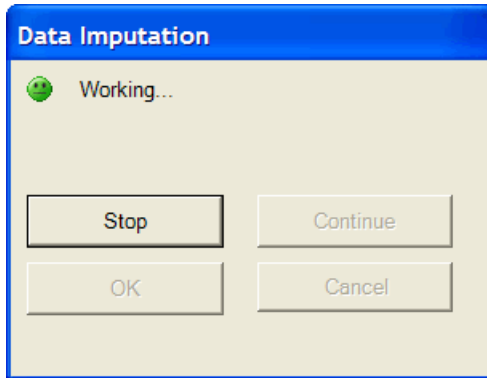 Data Imputation
Working...
Stop
Continue
OK
Cancel